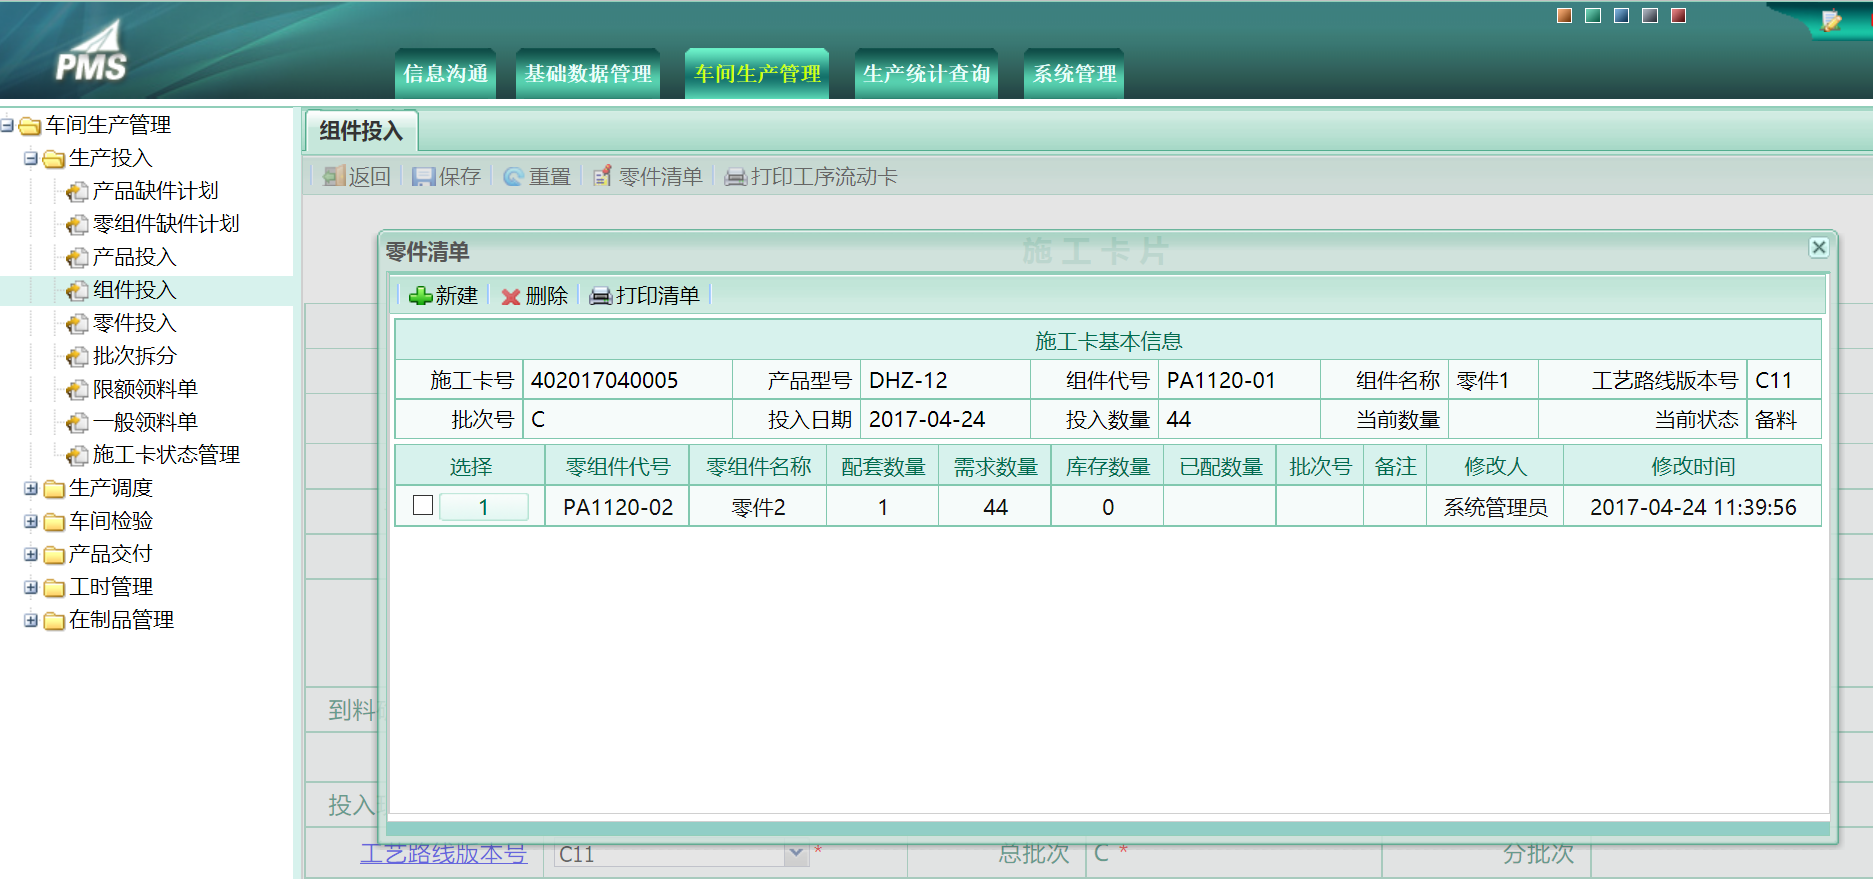 PMS
信息沟通 基础数据管理 车间生产管理 生产统计查询 系统管理
车间生产管理
生产投入
产品缺件计划
零组件缺件计划
产品投入
组件投入
零件投入
批次拆分
限额领料单
一般领料单
施工卡状态管理
生产调度
车间检验
产品交付
工时管理
在制品管理
组件投入
返回 保存 重置 零件清单 打印工序流动卡
施工卡片
零件清单
新建 删除 打印清单
施工卡基本信息
施工卡号 402017040005 产品型号 DHZ-12 组件代号 PA1120-01 组件名称 零件1 工艺路线版本号 C11
批次号 C 投入日期 2017-04-24 投入数量 44 当前数量 当前状态 备料
选择 零组件代号 零组件名称 配套数量 需求数量 库存数量 已配数量 批次号 备注 修改人 修改时间
1 PA1120-02 零件2 1 44 0 系统管理员 2017-04-24 11:39:56
到料
投入
工艺路线版本号 C11 * 总批次 C * 分批次